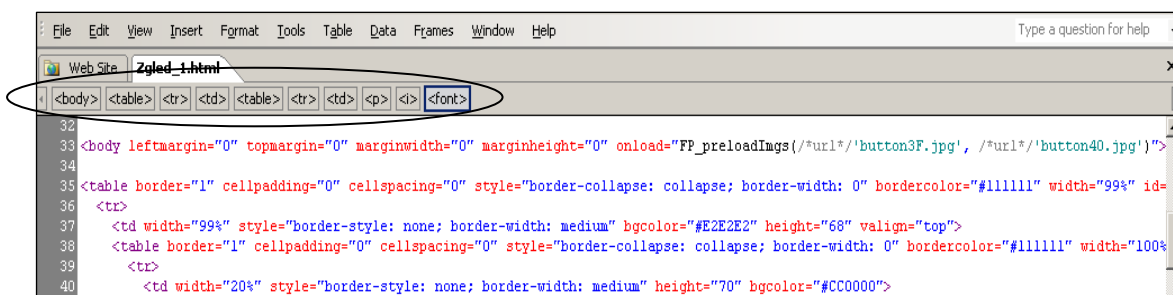 File Edit View Insert Format Tools Table Data Frames Window Help Type a question for help
Web Site Zgled_1.html
<body> <table> <tr> <td> <table> <tr> <td> <p> <i> <font>
32
33 <body leftmargin="0" topmargin="0" marginwidth="0" marginheight="0" onload="FP_preloadImgs(/*url*/'button3F.jpg', /*url*/'button40.jpg')">
34
35 <table border="1" cellpadding="0" cellspacing="0" style="border-collapse: collapse; border-width: 0" bordercolor="#111111" width="99%" id=
36 <tr>
37 <td width="99%" style="border-style: none; border-width: medium" bgcolor="#E2E2E2" height="68" valign="top">
38 <table border="1" cellpadding="0" cellspacing="0" style="border-collapse: collapse; border-width: 0" bordercolor="#111111" width="100%
39 <tr>
40 <td width="20%" style="border-style: none; border-width: medium" height="70" bgcolor="#CC0000">